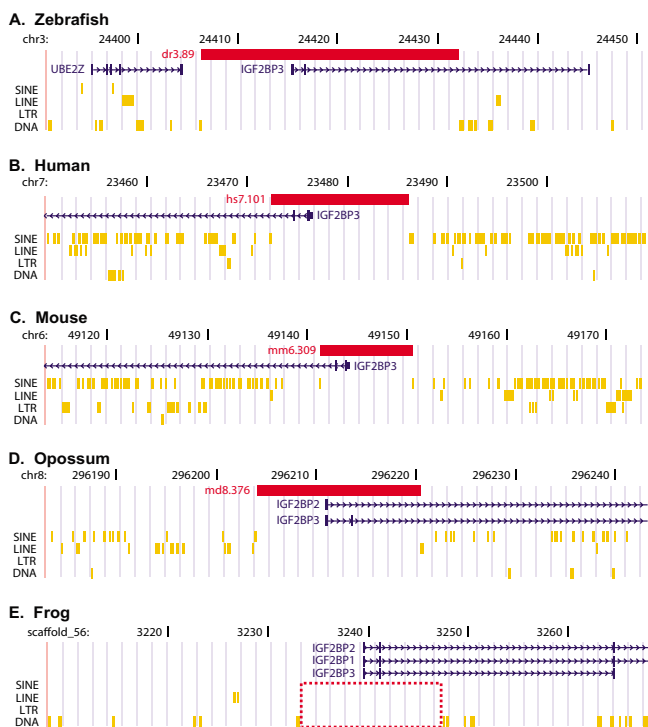 A. Zebrafish
chr3: 24400 24410 24420 24430 24440 24450
dr3.89
UBE2Z IGF2BP3
SINE
LINE
LTR
DNA
B. Human
chr7: 23460 23470 23480 23490 23500
hs7.101
IGF2BP3
SINE
LINE
LTR
DNA
C. Mouse
chr6: 49120 49130 49140 49150 49160 49170
mm6.309
IGF2BP3
SINE
LINE
LTR
DNA
D. Opossum
chr8: 296190 296200 296210 296220 296230 296240
md8.376
IGF2BP2
IGF2BP3
SINE
LINE
LTR
DNA
E. Frog
scaffold_56: 3220 3230 3240 3250 3260
IGF2BP2
IGF2BP1
IGF2BP3
SINE
LINE
LTR
DNA